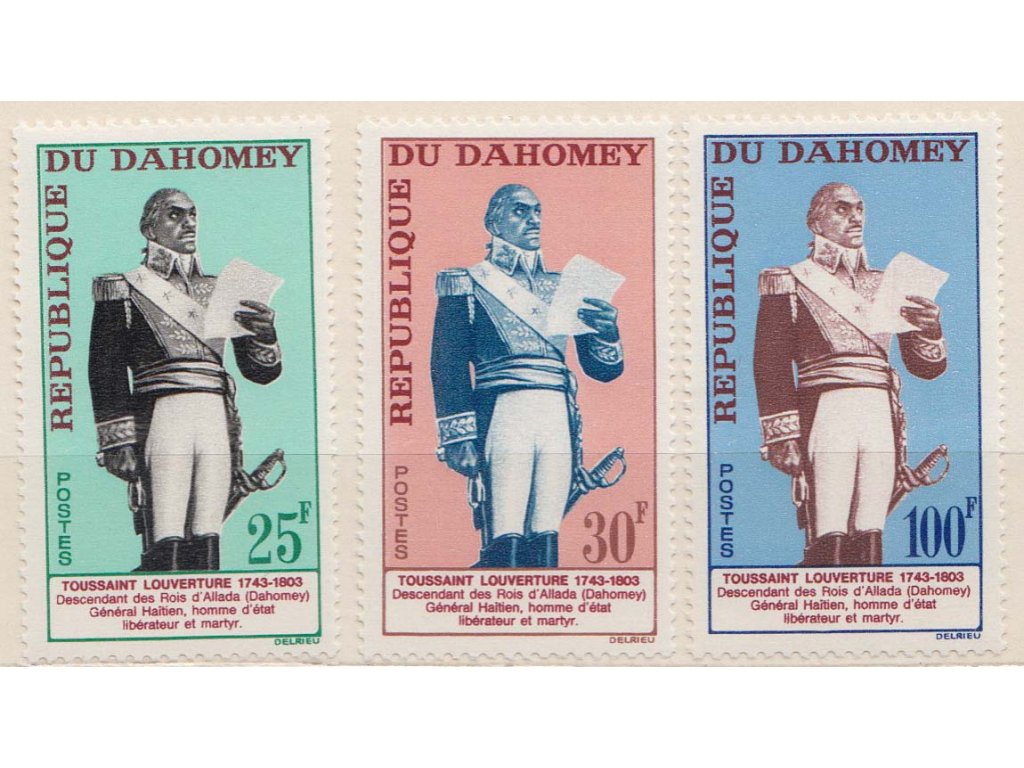 DU DAHOMEY
REPUBLIQUE
POSTES
25F
TOUSSAINT LOUVERTURE 1743-1803
Descendant des Rois d'Allada (Dahomey)
Général Haïtien, homme d'état
libérateur et martyr.
DELRIEU
DU DAHOMEY
REPUBLIQUE
POSTES
30F
TOUSSAINT LOUVERTURE 1743-1803
Descendant des Rois d'Allada (Dahomey)
Général Haïtien, homme d'état
libérateur et martyr.
DELRIEU
DU DAHOMEY
REPUBLIQUE
POSTES
100F
TOUSSAINT LOUVERTURE 1743-1803
Descendant des Rois d'Allada (Dahomey)
Général Haïtien, homme d'état
libérateur et martyr.
DELRIEU